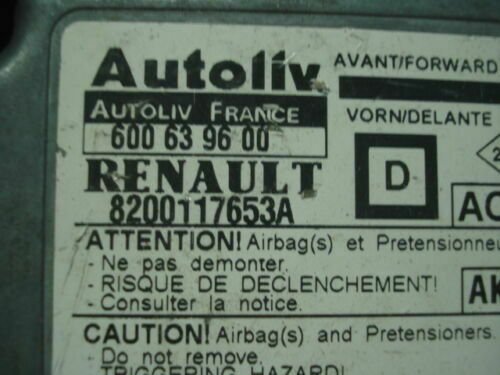 Autoliv
AVANT/FORWARD
AUTOLIV FRANCE
VORN/DELANTE
600 63 96 00
RENAULT
D
8200117653A
AC
ATTENTION! Airbag(s) et Pretensionneu
- Ne pas demonter.
- RISQUE DE DECLENCHEMENT!
- Consulter la notice.
AK
CAUTION! Airbag(s) and Pretensioners.
- Do not remove.
TRIGGERING HAZARD!